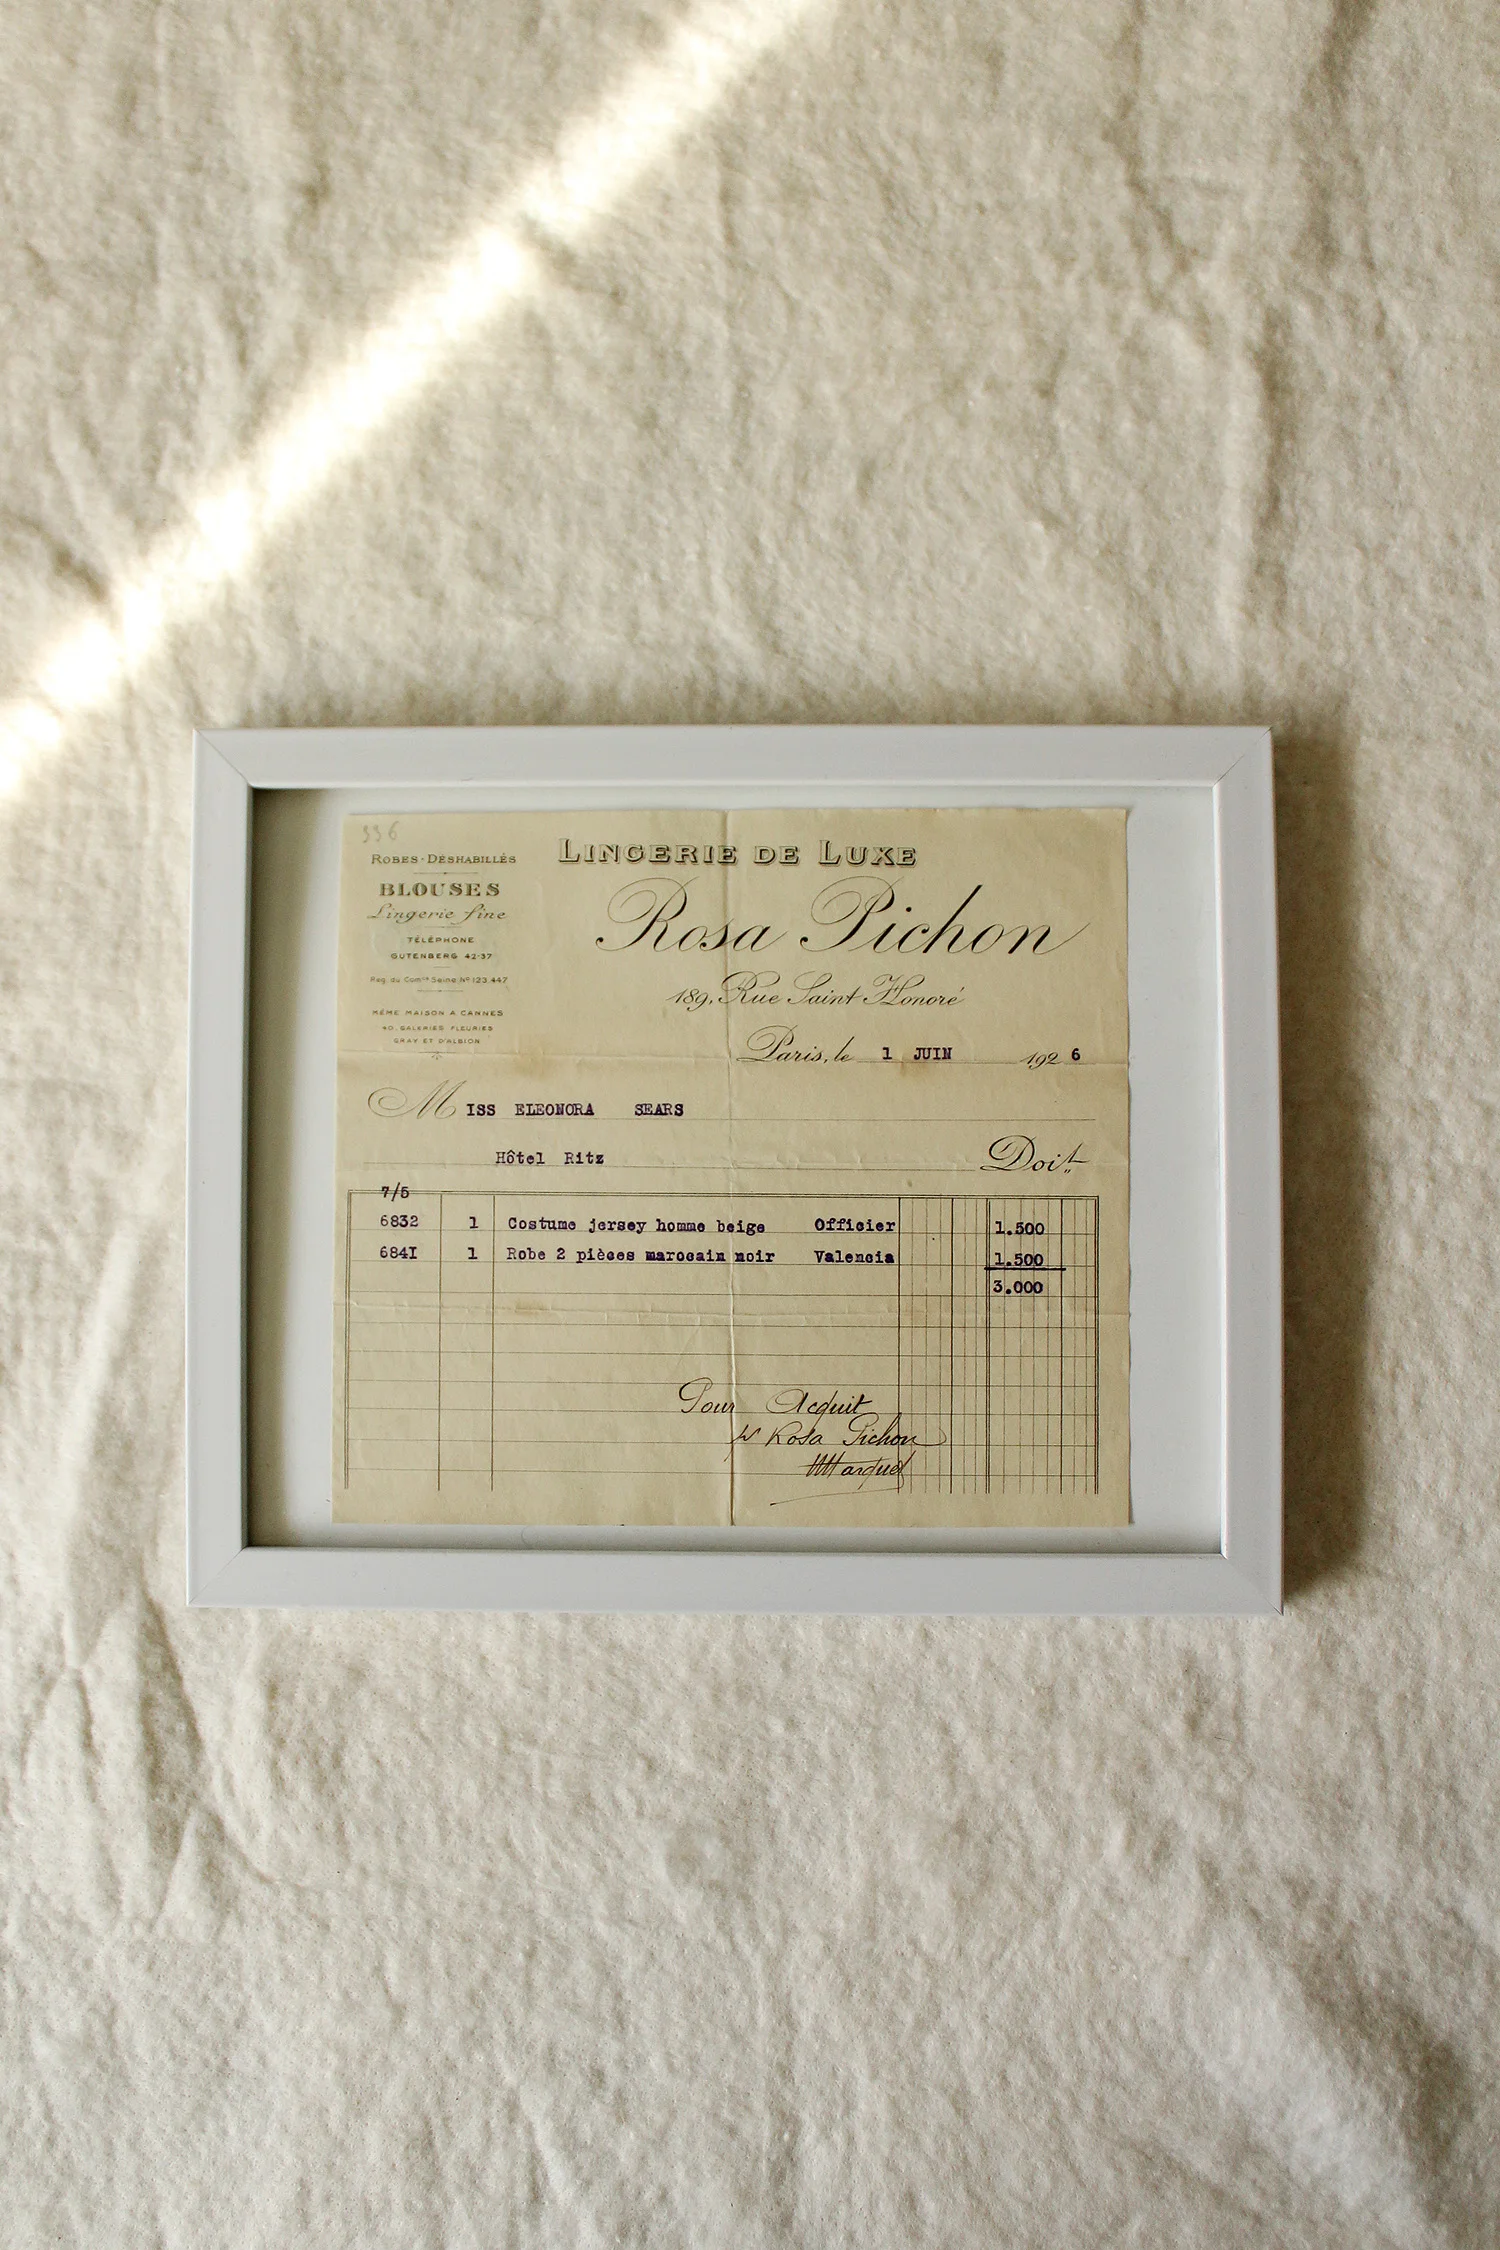 336
ROBES-DÉSHABILLÉS
BLOUSES
Lingerie fine
TÉLÉPHONE
GUTENBERG 42-37
Reg. du Comce Seine No 123.447
MÊME MAISON A CANNES
40, GALERIES FLEURIES
GRAY ET D'ALBION
LINGERIE DE LUXE
Rosa Pichon
189, Rue Saint Honoré
Paris, le 1 JUIN 1926
MISS ELEONORA SEARS
Hôtel Ritz
Doit
7/5
6832 1 Costume jersey homme beige Officier 1.500
684I 1 Robe 2 pièces marocain noir Valencia 1.500
3.000
Pour Acquit
Rosa Pichon